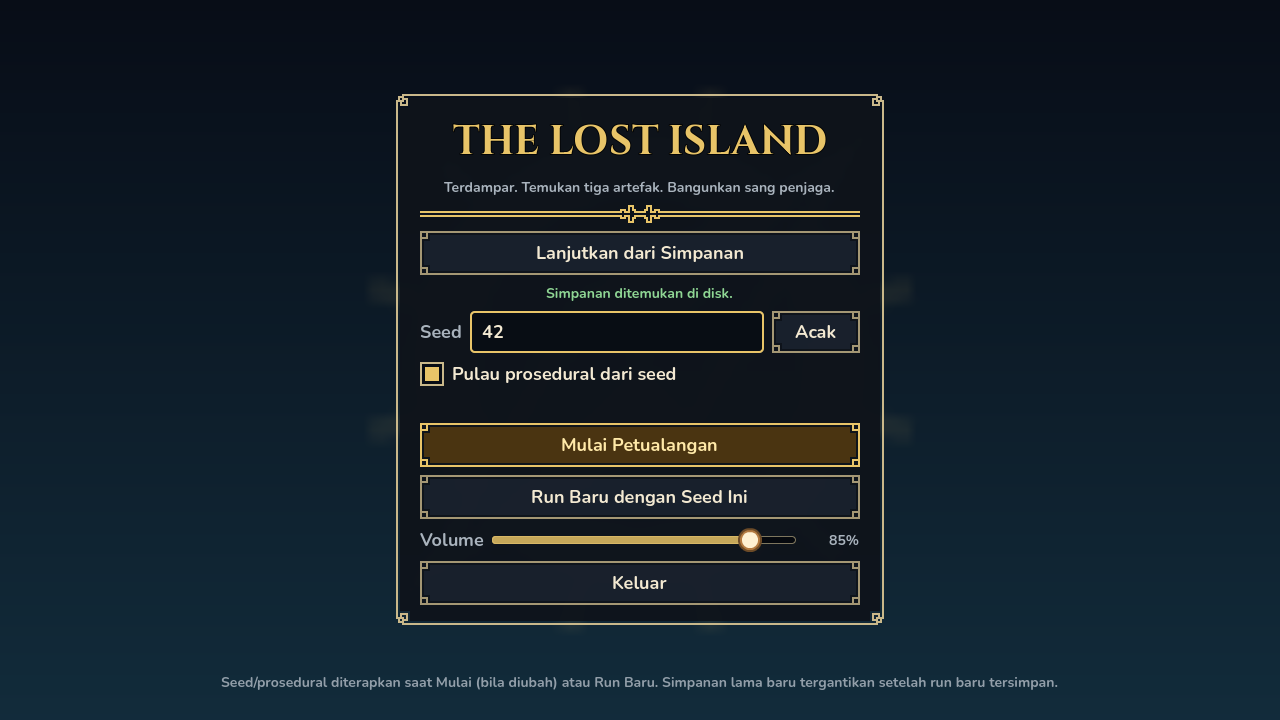 THE LOST ISLAND
Terdampar. Temukan tiga artefak. Bangunkan sang penjaga.
Lanjutkan dari Simpanan
Simpanan ditemukan di disk.
Seed 42 Acak
Pulau prosedural dari seed
Mulai Petualangan
Run Baru dengan Seed Ini
Volume 85%
Keluar
Seed/prosedural diterapkan saat Mulai (bila diubah) atau Run Baru. Simpanan lama baru tergantikan setelah run baru tersimpan.